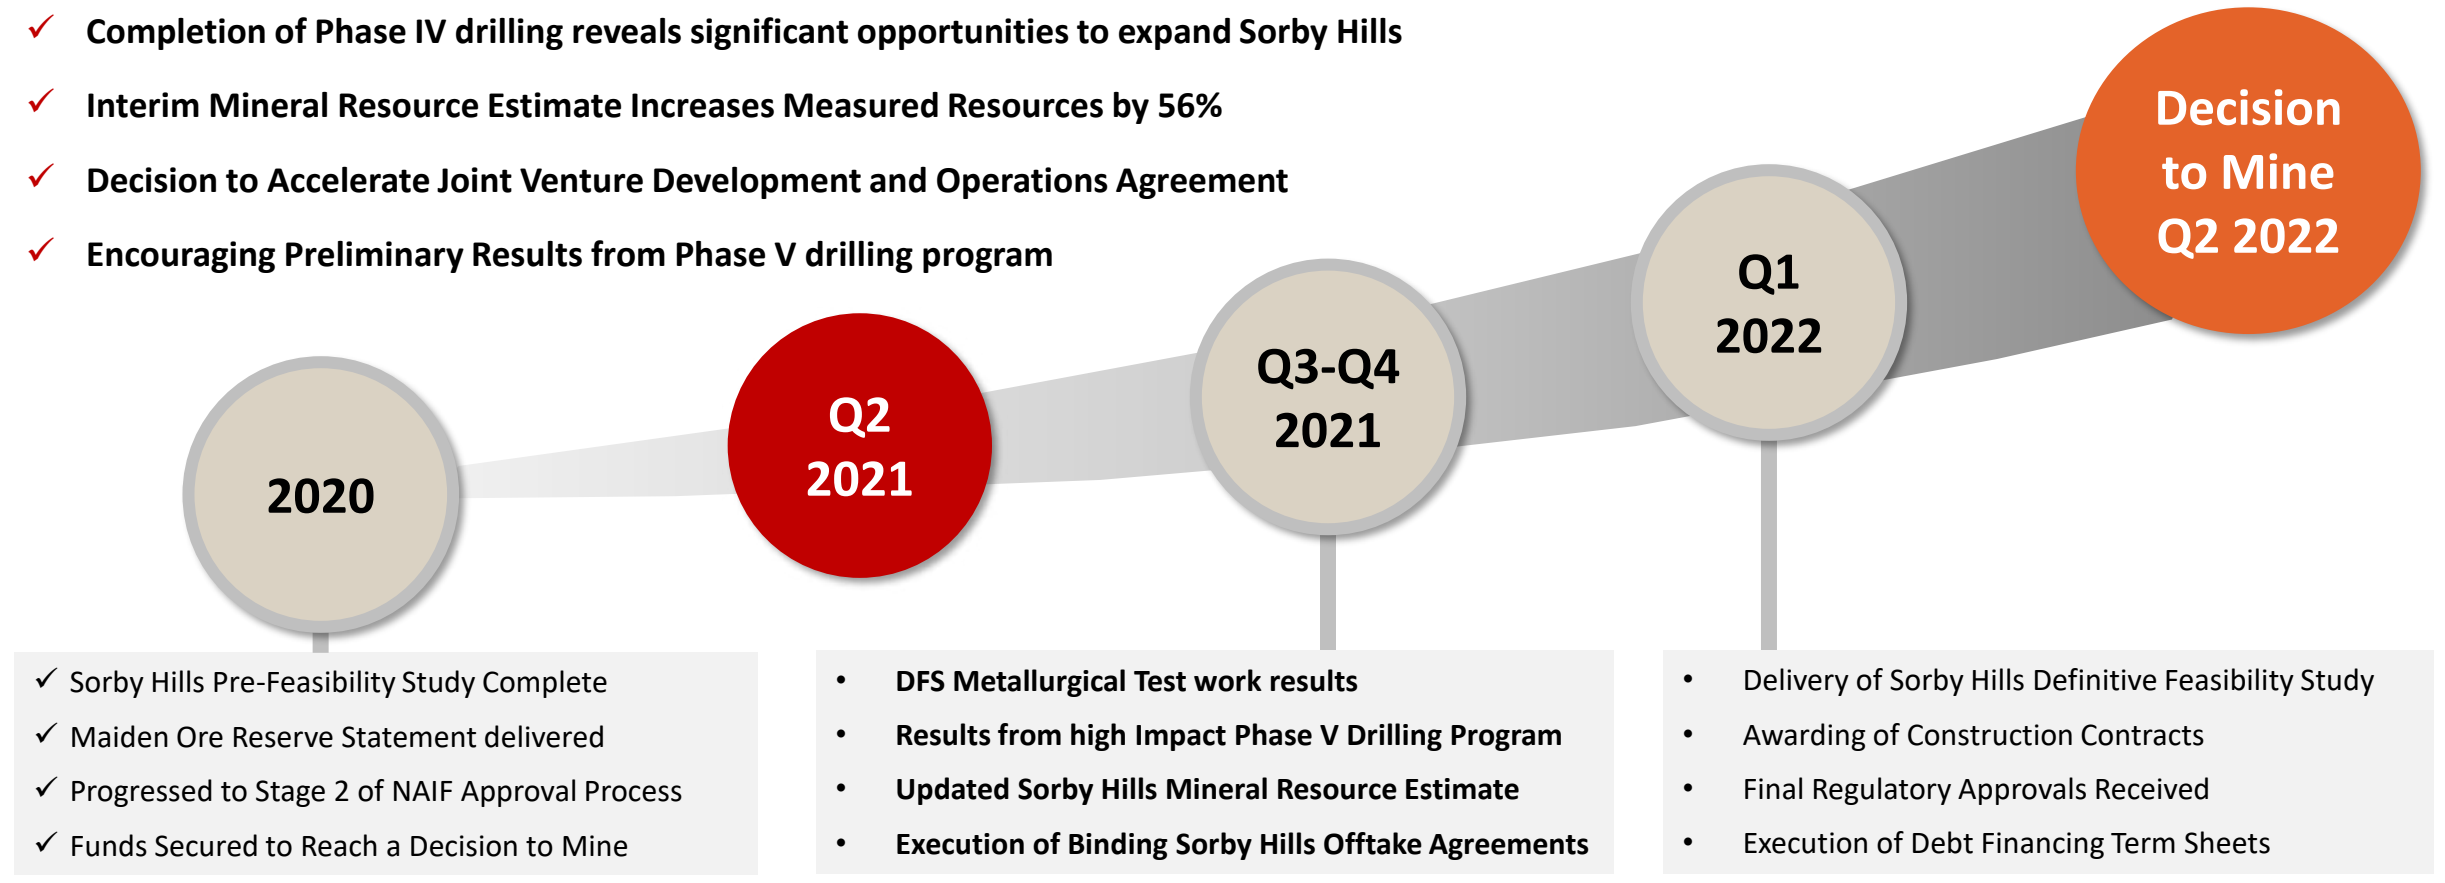 ✓ Completion of Phase IV drilling reveals significant opportunities to expand Sorby Hills
✓ Interim Mineral Resource Estimate Increases Measured Resources by 56%
✓ Decision to Accelerate Joint Venture Development and Operations Agreement
✓ Encouraging Preliminary Results from Phase V drilling program
2020
Q2
2021
Q3-Q4
2021
Q1
2022
Decision
to Mine
Q2 2022
✓ Sorby Hills Pre-Feasibility Study Complete
✓ Maiden Ore Reserve Statement delivered
✓ Progressed to Stage 2 of NAIF Approval Process
✓ Funds Secured to Reach a Decision to Mine
• DFS Metallurgical Test work results
• Results from high Impact Phase V Drilling Program
• Updated Sorby Hills Mineral Resource Estimate
• Execution of Binding Sorby Hills Offtake Agreements
• Delivery of Sorby Hills Definitive Feasibility Study
• Awarding of Construction Contracts
• Final Regulatory Approvals Received
• Execution of Debt Financing Term Sheets